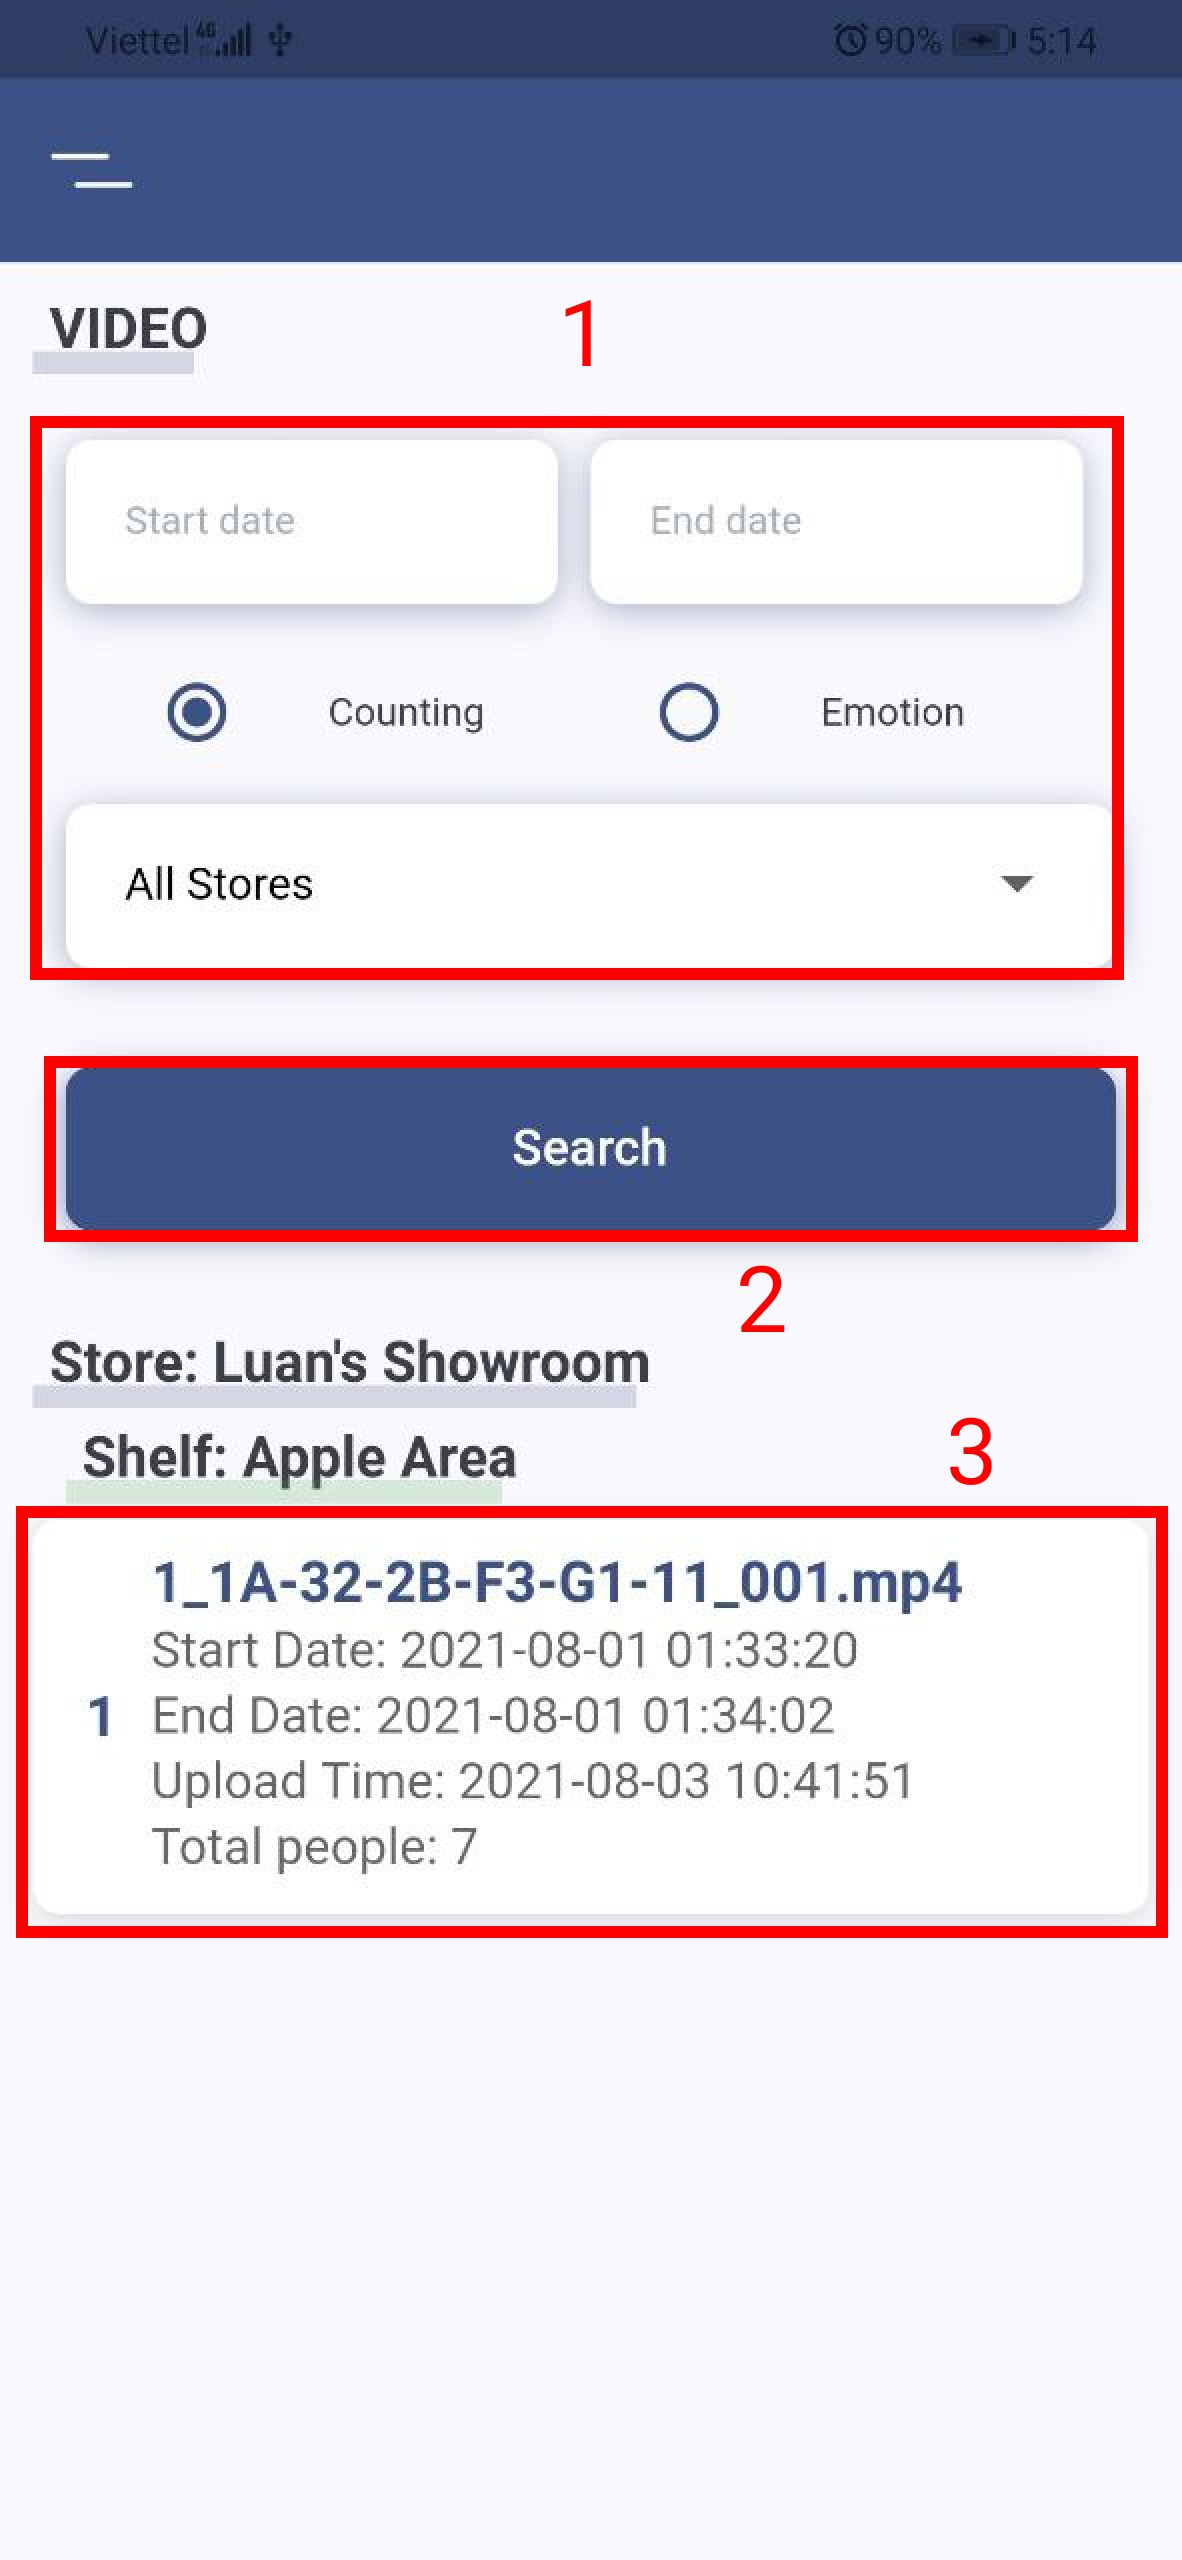 Viettel 4G 90% 5:14
VIDEO
1
Start date End date
Counting Emotion
All Stores
Search
2
Store: Luan's Showroom
Shelf: Apple Area
3
1_1A-32-2B-F3-G1-11_001.mp4
Start Date: 2021-08-01 01:33:20
1 End Date: 2021-08-01 01:34:02
Upload Time: 2021-08-03 10:41:51
Total people: 7